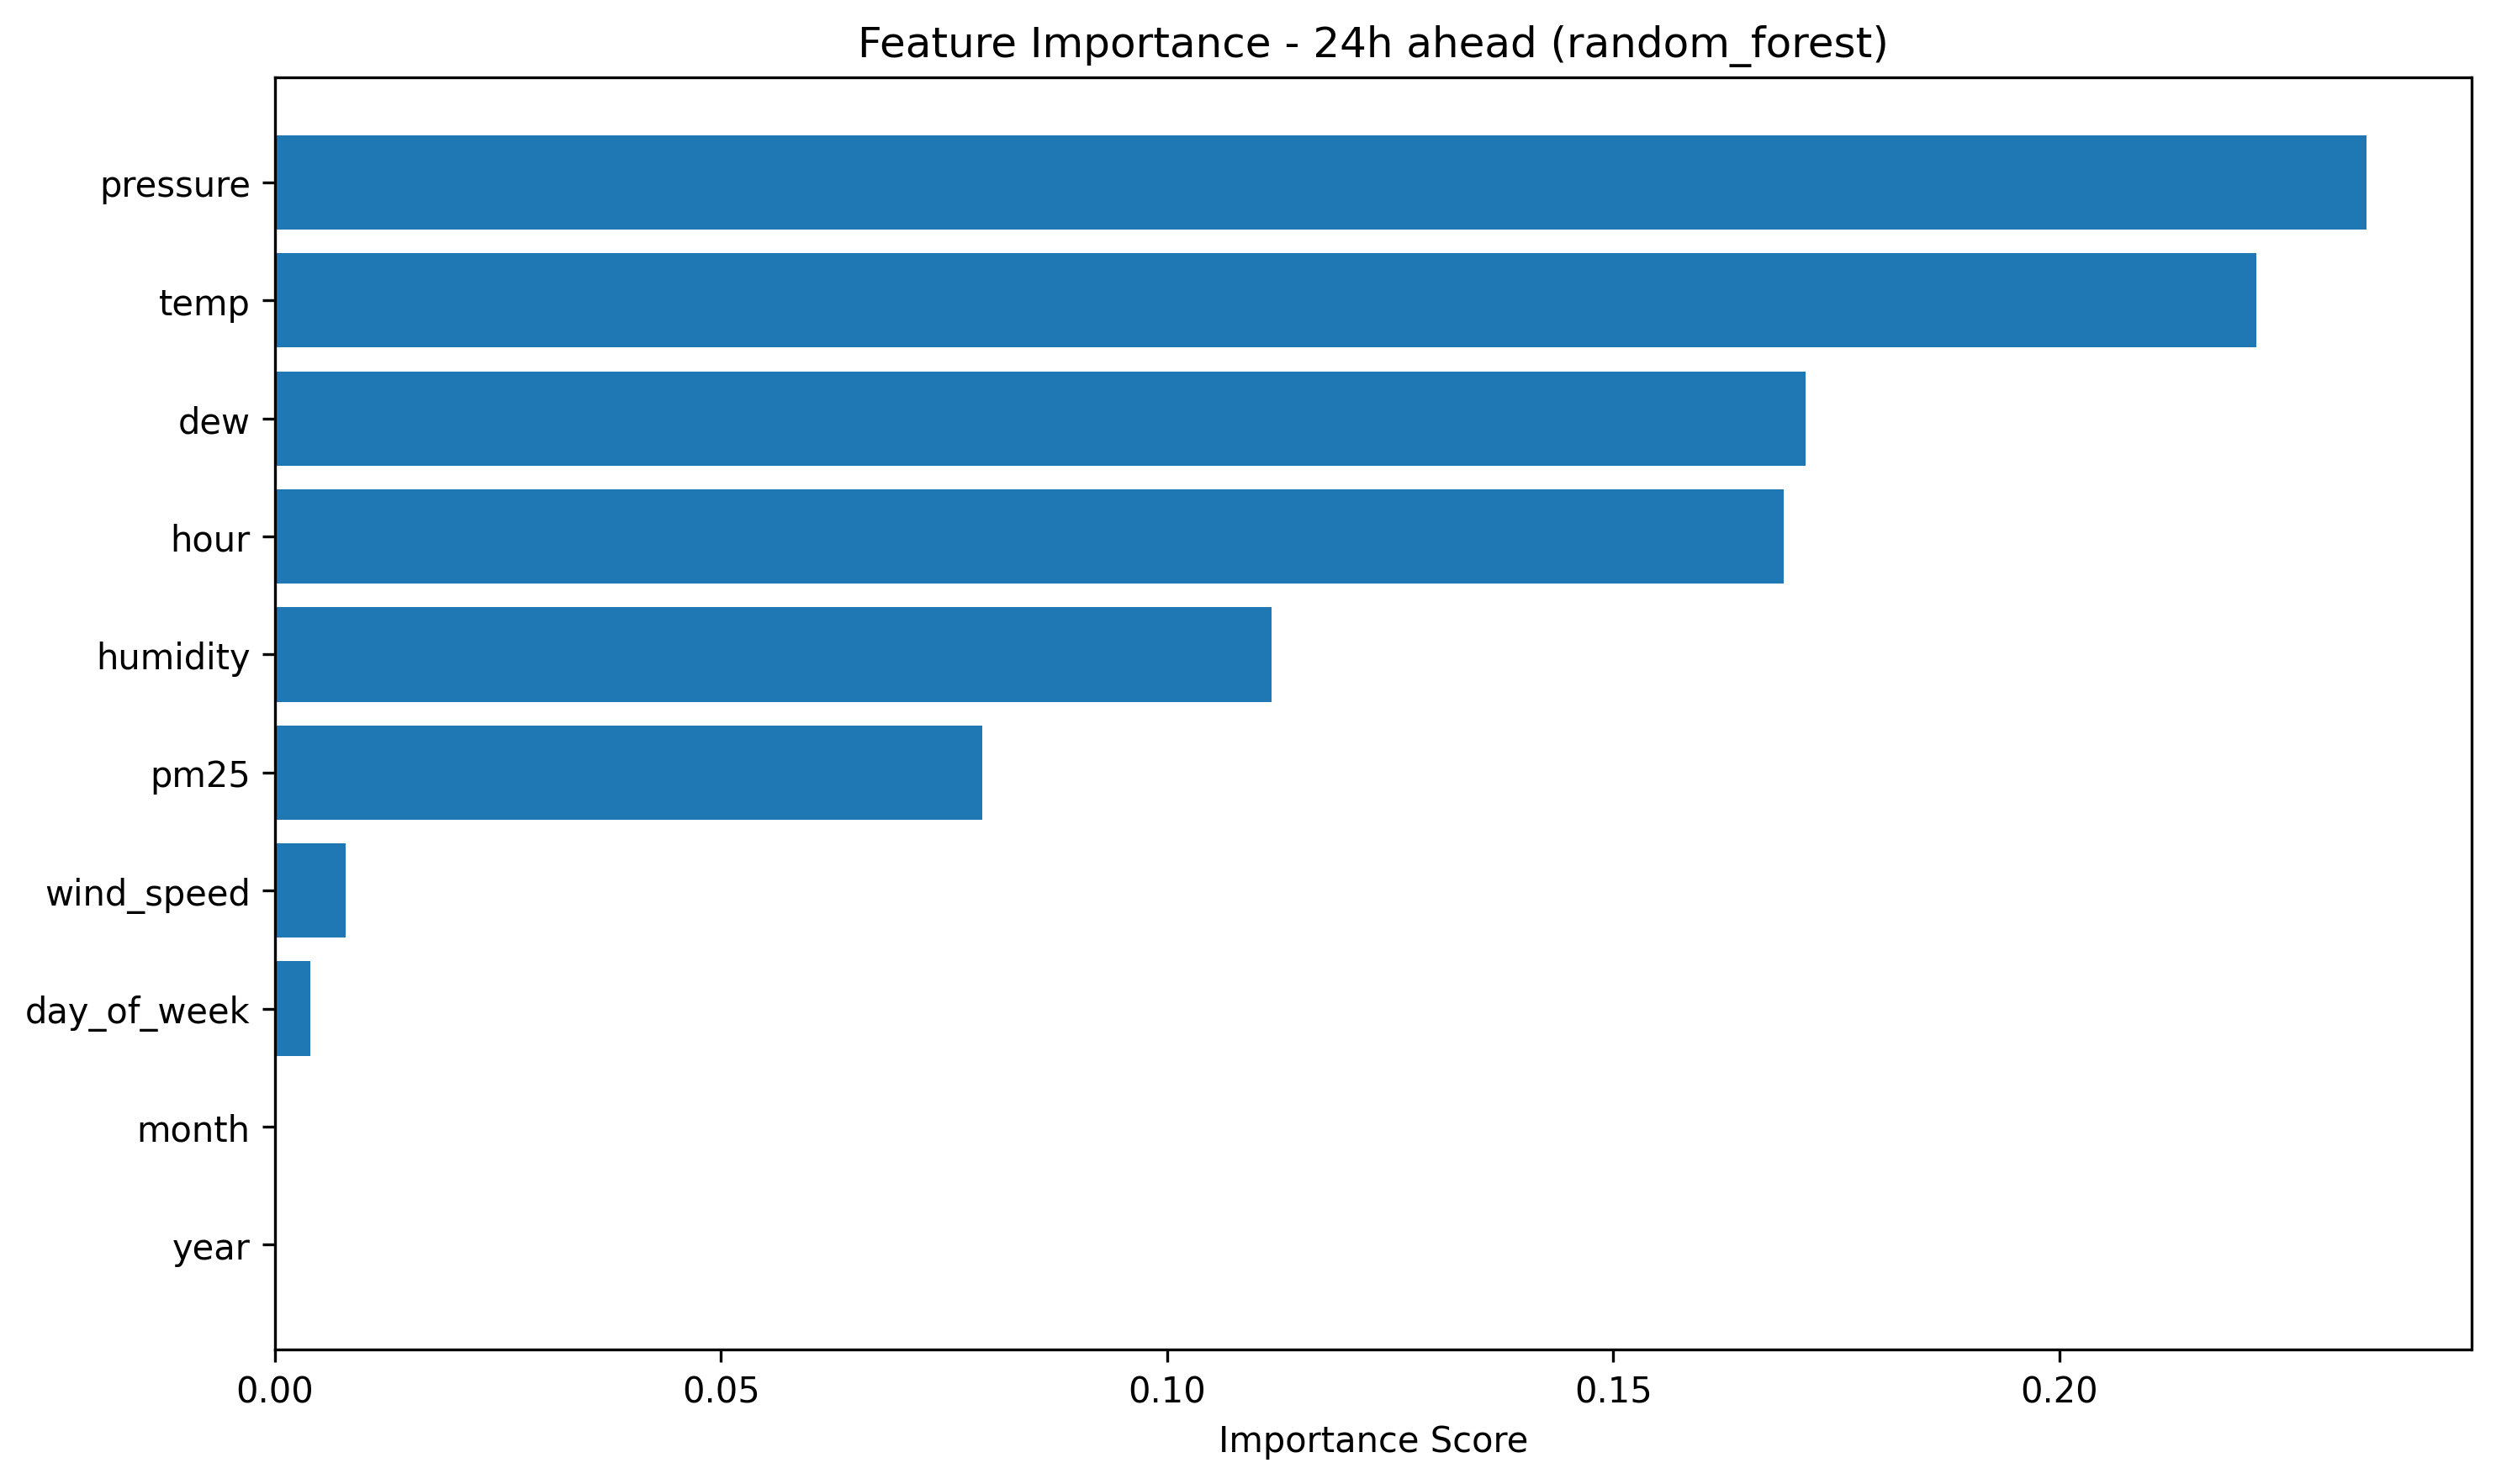 Feature Importance - 24h ahead (random_forest)
pressure
temp
dew
hour
humidity
pm25
wind_speed
day_of_week
month
year
0.00 0.05 0.10 0.15 0.20
Importance Score